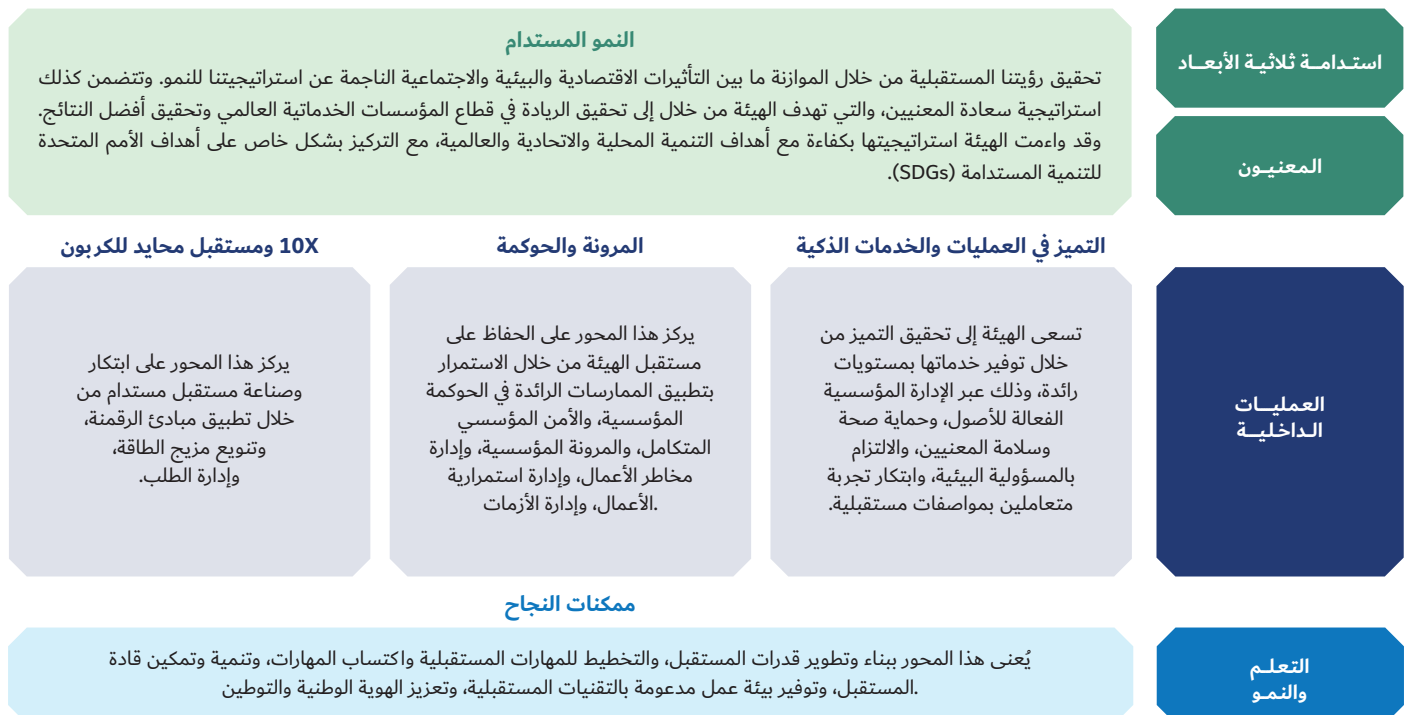 استدامــة ثلاثيـة الأبعــاد
المعنيـون
النمو المستدام
تحقيق رؤيتنا المستقبلية من خلال الموازنة ما بين التأثيرات الاقتصادية والبيئية والاجتماعية الناجمة عن استراتيجيتنا للنمو. وتتضمن كذلك
استراتيجية سعادة المعنيين، والتي تهدف الهيئة من خلال إلى تحقيق الريادة في قطاع المؤسسات الخدماتية العالمي وتحقيق أفضل النتائج.
وقد واءمت الهيئة استراتيجيتها بكفاءة مع أهداف التنمية المحلية والاتحادية والعالمية، مع التركيز بشكل خاص على أهداف الأمم المتحدة
للتنمية المستدامة (SDGs).
العمليــات
الـداخليــة
التميز في العمليات والخدمات الذكية
تسعى الهيئة إلى تحقيق التميز من
خلال توفير خدماتها بمستويات
رائدة، وذلك عبر الإدارة المؤسسية
الفعالة للأصول، وحماية صحة
وسلامة المعنيين، والالتزام
بالمسؤولية البيئية، وابتكار تجربة
متعاملين بمواصفات مستقبلية.
المرونة والحوكمة
يركز هذا المحور على الحفاظ على
مستقبل الهيئة من خلال الاستمرار
بتطبيق الممارسات الرائدة في الحوكمة
المؤسسية، والأمن المؤسسي
المتكامل، والمرونة المؤسسية، وإدارة
مخاطر الأعمال، وإدارة استمرارية
.الأعمال، وإدارة الأزمات
10X ومستقبل محايد للكربون
يركز هذا المحور على ابتكار
وصناعة مستقبل مستدام من
خلال تطبيق مبادئ الرقمنة،
وتنويع مزيج الطاقة،
وإدارة الطلب.
التعلـم
والنمـو
ممكنات النجاح
يُعنى هذا المحور ببناء وتطوير قدرات المستقبل، والتخطيط للمهارات المستقبلية واكتساب المهارات، وتنمية وتمكين قادة
.المستقبل، وتوفير بيئة عمل مدعومة بالتقنيات المستقبلية، وتعزيز الهوية الوطنية والتوطين